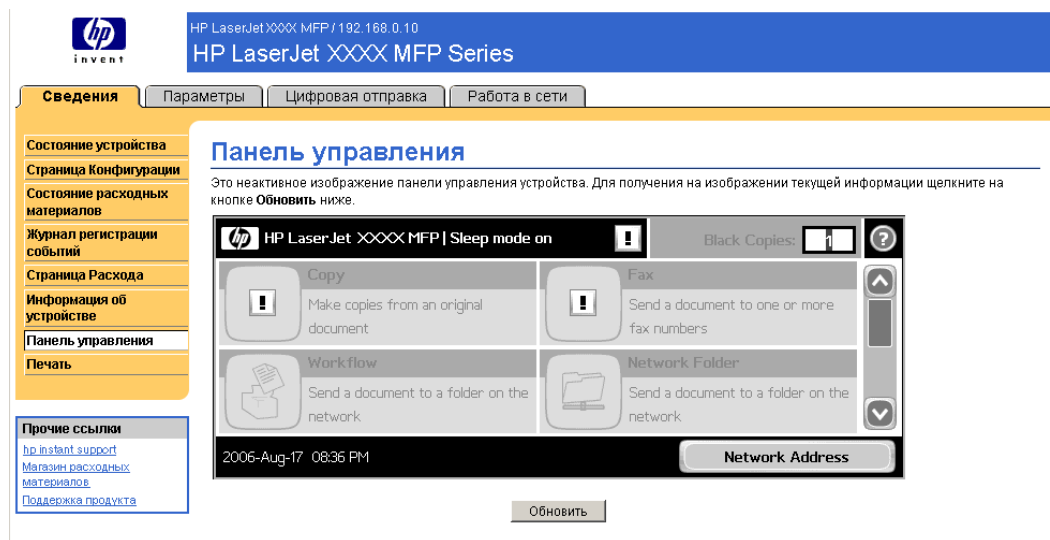 hp
invent
HP LaserJet XXXX MFP / 192.168.0.10
HP LaserJet XXXX MFP Series
Сведения
Параметры
Цифровая отправка
Работа в сети
Состояние устройства
Страница Конфигурации
Состояние расходных
материалов
Журнал регистрации
событий
Страница Расхода
Информация об
устройстве
Панель управления
Печать
Прочие ссылки
hp instant support
Магазин расходных
материалов
Поддержка продукта
Панель управления
Это неактивное изображение панели управления устройства. Для получения на изображении текущей информации щелкните на
кнопке Обновить ниже.
hp HP LaserJet XXXX MFP | Sleep mode on ! Black Copies: 1 ?
Copy
! Make copies from an original
document
Fax
! Send a document to one or more
fax numbers
Workflow
Send a document to a folder on the
network
Network Folder
Send a document to a folder on the
network
2006-Aug-17 08:36 PM
Network Address
Обновить